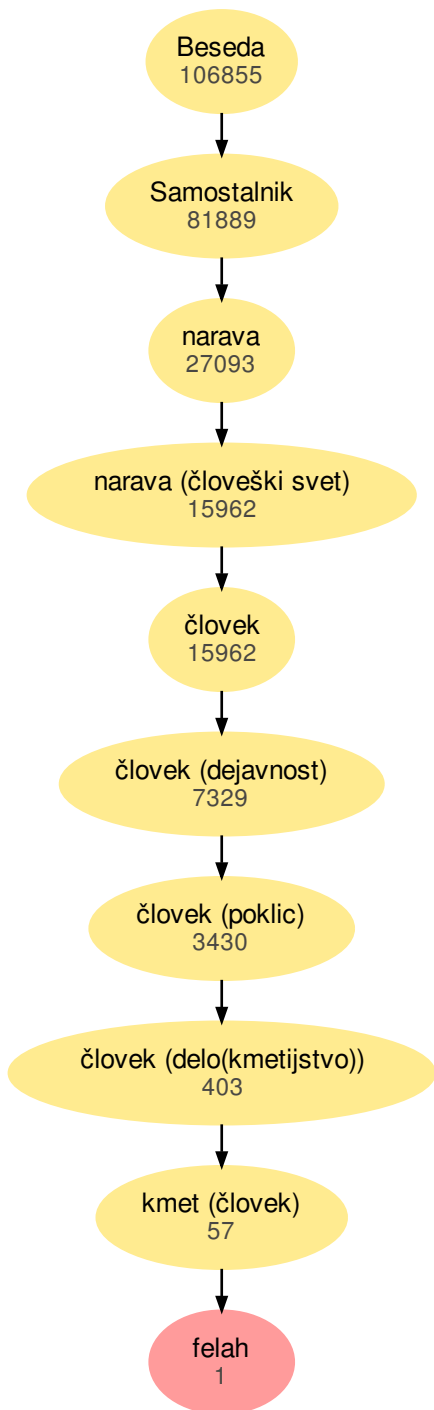 Beseda
106855
Samostalnik
81889
narava
27093
narava (človeški svet)
15962
človek
15962
človek (dejavnost)
7329
človek (poklic)
3430
človek (delo(kmetijstvo))
403
kmet (človek)
57
felah
1